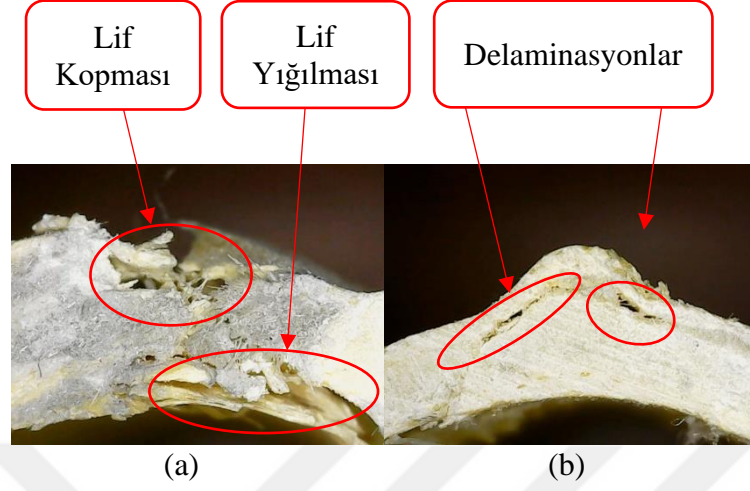 Lif
Kopması
Lif
Yığılması
Delaminasyonlar
(a)
(b)